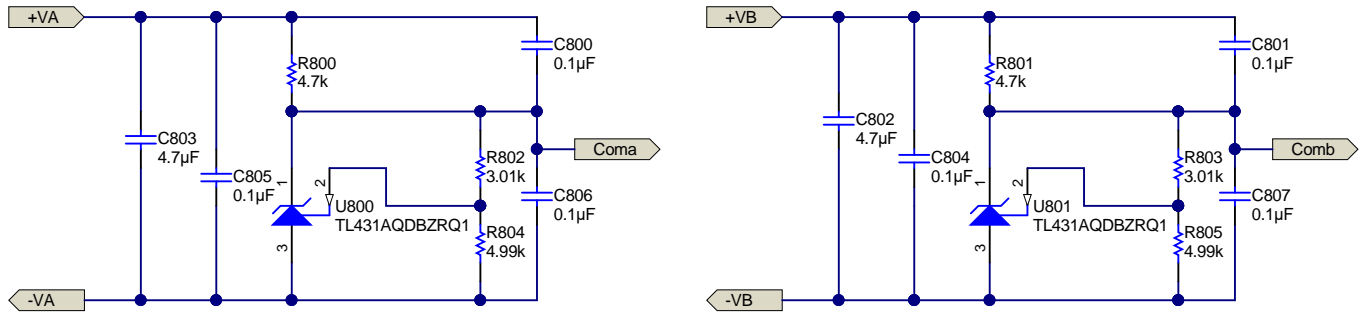 +VA
C800
0.1µF
R800
4.7k
C803
4.7µF
C805
0.1µF
1
2
3
U800
TL431AQDBZRQ1
R802
3.01k
R804
4.99k
C806
0.1µF
Coma
-VA
+VB
C801
0.1µF
R801
4.7k
C802
4.7µF
C804
0.1µF
1
2
3
U801
TL431AQDBZRQ1
R803
3.01k
R805
4.99k
C807
0.1µF
Comb
-VB